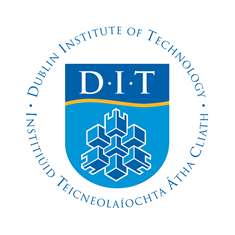 DUBLIN INSTITUTE OF TECHNOLOGY
D·I·T
INSTITIÚID TEICNEOLAÍOCHTA ÁTHA CLIATH